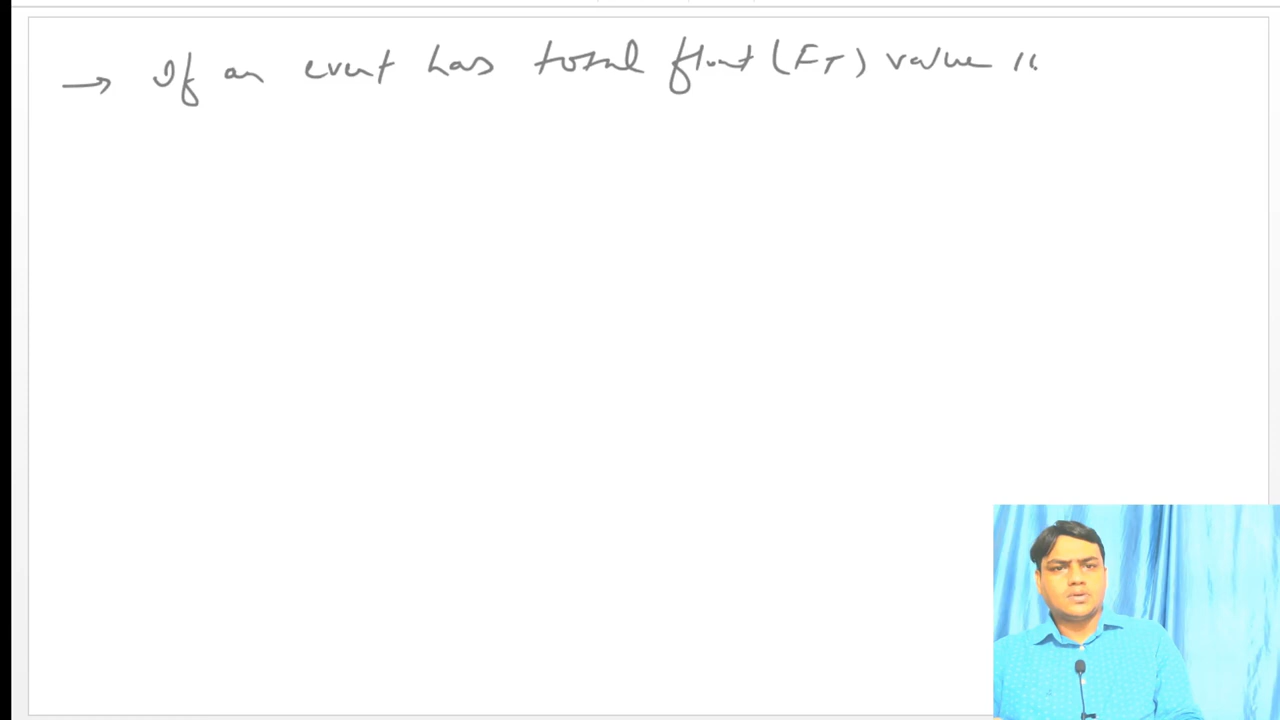 → If an event has total float (FT) value is